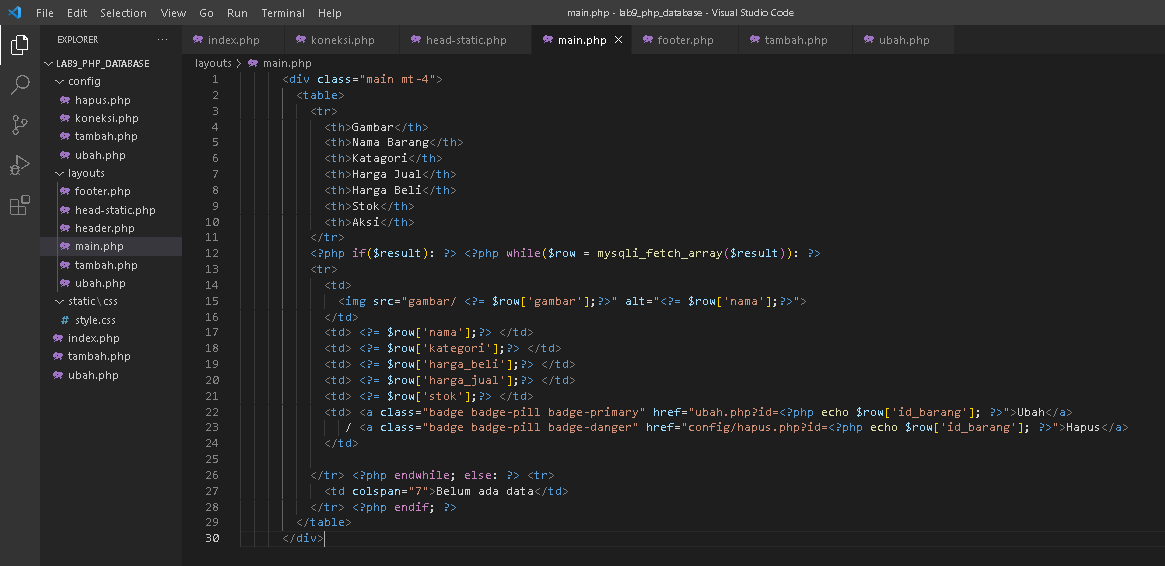 File Edit Selection View Go Run Terminal Help
main.php - lab9_php_database - Visual Studio Code
EXPLORER ···
LAB9_PHP_DATABASE
config
hapus.php
koneksi.php
tambah.php
ubah.php
layouts
footer.php
head-static.php
header.php
main.php
tambah.php
ubah.php
static\css
# style.css
index.php
tambah.php
ubah.php
index.php koneksi.php head-static.php main.php × footer.php tambah.php ubah.php
layouts > main.php
1 <div class="main mt-4">
2 <table>
3 <tr>
4 <th>Gambar</th>
5 <th>Nama Barang</th>
6 <th>Katagori</th>
7 <th>Harga Jual</th>
8 <th>Harga Beli</th>
9 <th>Stok</th>
10 <th>Aksi</th>
11 </tr>
12 <?php if($result): ?> <?php while($row = mysqli_fetch_array($result)): ?>
13 <tr>
14 <td>
15 <img src="gambar/ <?= $row['gambar'];?>" alt="<?= $row['nama'];?>">
16 </td>
17 <td> <?= $row['nama'];?> </td>
18 <td> <?= $row['kategori'];?> </td>
19 <td> <?= $row['harga_beli'];?> </td>
20 <td> <?= $row['harga_jual'];?> </td>
21 <td> <?= $row['stok'];?> </td>
22 <td> <a class="badge badge-pill badge-primary" href="ubah.php?id=<?php echo $row['id_barang']; ?>">Ubah</a>
23 / <a class="badge badge-pill badge-danger" href="config/hapus.php?id=<?php echo $row['id_barang']; ?>">Hapus</a>
24 </td>
25
26 </tr> <?php endwhile; else: ?> <tr>
27 <td colspan="7">Belum ada data</td>
28 </tr> <?php endif; ?>
29 </table>
30 </div>